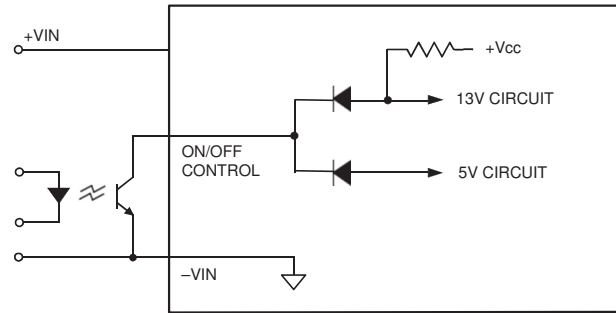 +VIN
+Vcc
13V CIRCUIT
ON/OFF
CONTROL
5V CIRCUIT
–VIN